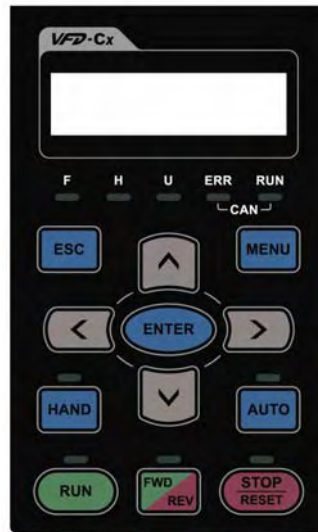 VFD-Cx
F H U ERR RUN
CAN
ESC MENU
ENTER
HAND AUTO
RUN FWD REV STOP RESET